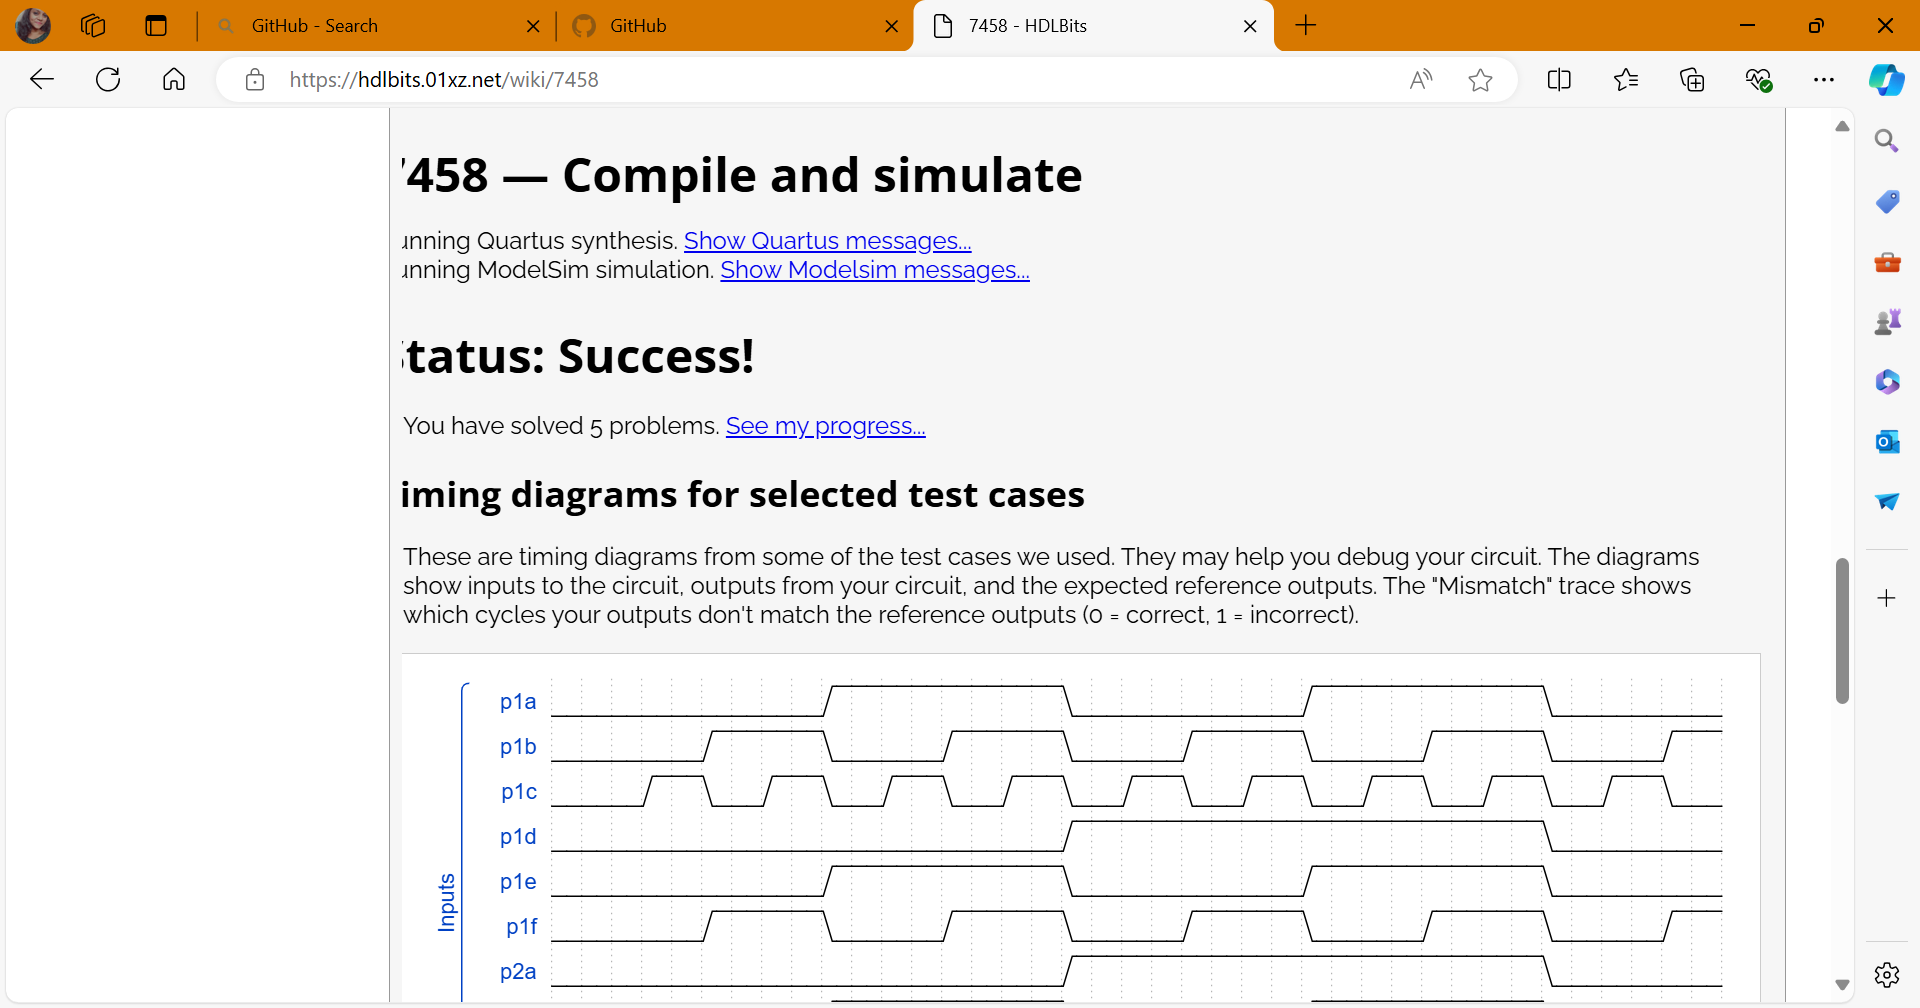 GitHub - Search
GitHub
7458 - HDLBits
https://hdlbits.01xz.net/wiki/7458
7458 — Compile and simulate
unning Quartus synthesis. Show Quartus messages...
unning ModelSim simulation. Show Modelsim messages...
Status: Success!
You have solved 5 problems. See my progress...
iming diagrams for selected test cases
These are timing diagrams from some of the test cases we used. They may help you debug your circuit. The diagrams
show inputs to the circuit, outputs from your circuit, and the expected reference outputs. The "Mismatch" trace shows
which cycles your outputs don't match the reference outputs (0 = correct, 1 = incorrect).
p1a
p1b
p1c
p1d
p1e
p1f
p2a
Inputs